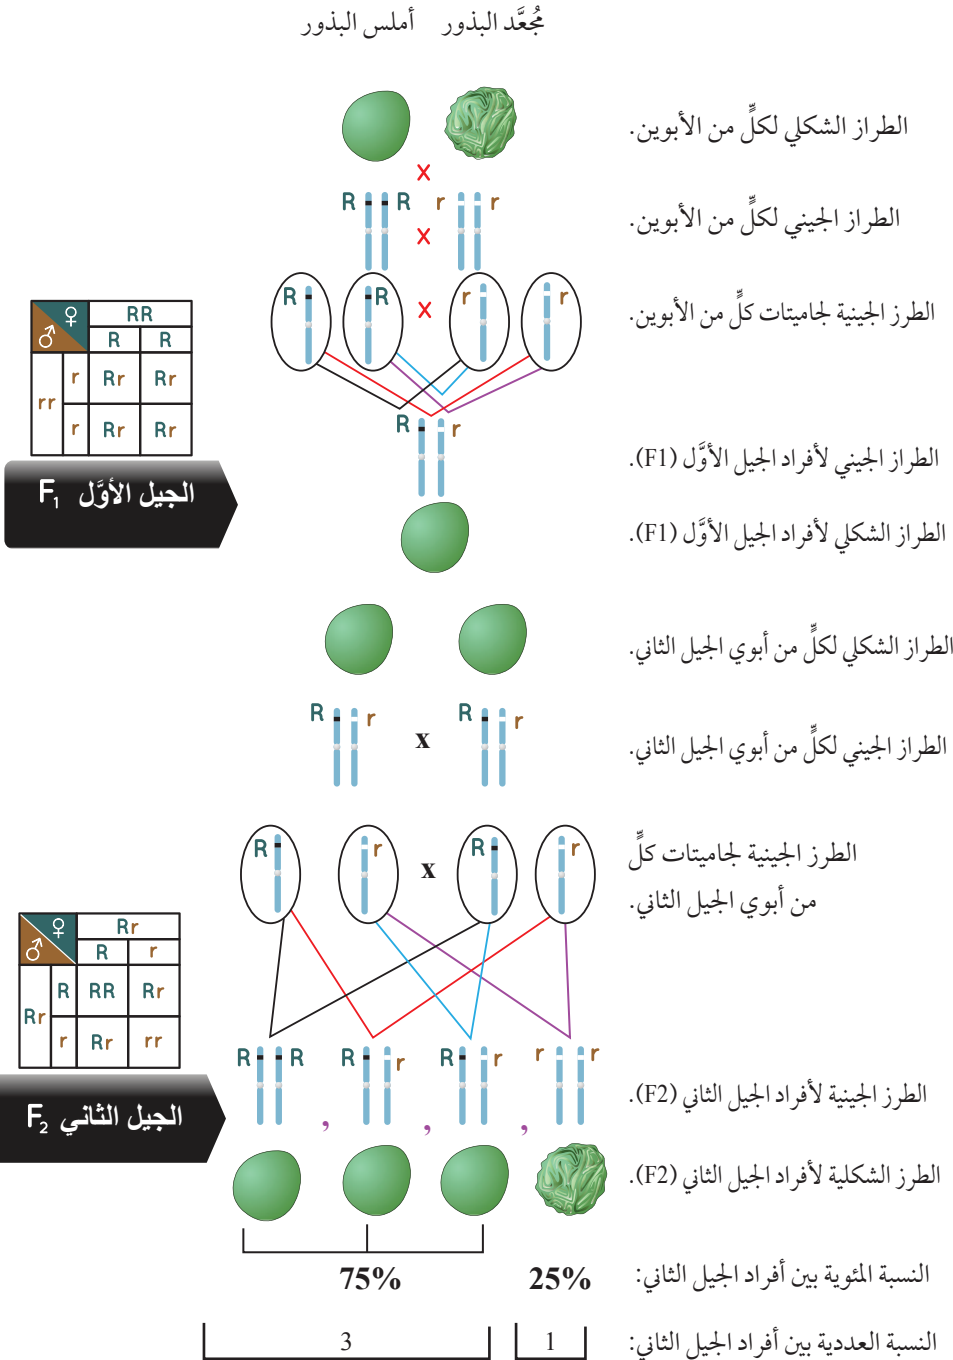 مُجعَّد البذور أملس البذور
الطراز الشكلي لكلٍّ من الأبوين.
R R r r
الطراز الجيني لكلٍّ من الأبوين.
x
x
R R x r r
الطرز الجينية لجاميتات كلٍّ من الأبوين.
♀ RR
♂ R R
rr r Rr Rr
r Rr Rr
R r
الطراز الجيني لأفراد الجيل الأوَّل (F1).
الجيل الأوَّل F₁
الطراز الشكلي لأفراد الجيل الأوَّل (F1).
الطراز الشكلي لكلٍّ من أبوي الجيل الثاني.
R r x R r
الطراز الجيني لكلٍّ من أبوي الجيل الثاني.
R r x R r
الطرز الجينية لجاميتات كلٍّ
من أبوي الجيل الثاني.
♀ Rr
♂ R r
Rr R RR Rr
r Rr rr
R R , R r , R r , r r
الطرز الجينية لأفراد الجيل الثاني (F2).
الجيل الثاني F₂
الطرز الشكلية لأفراد الجيل الثاني (F2).
النسبة المئوية بين أفراد الجيل الثاني: 25% 75%
النسبة العددية بين أفراد الجيل الثاني: 1 3